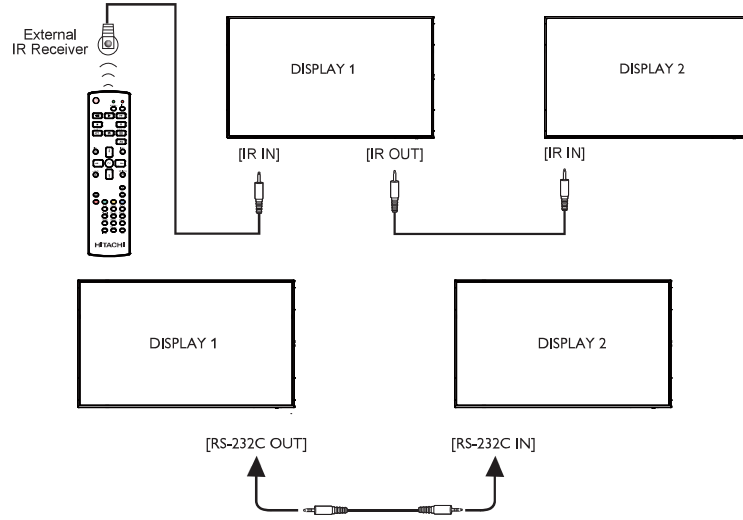 External
IR Receiver
DISPLAY 1
DISPLAY 2
[IR IN]
[IR OUT]
[IR IN]
HITACHI
DISPLAY 1
DISPLAY 2
[RS-232C OUT]
[RS-232C IN]